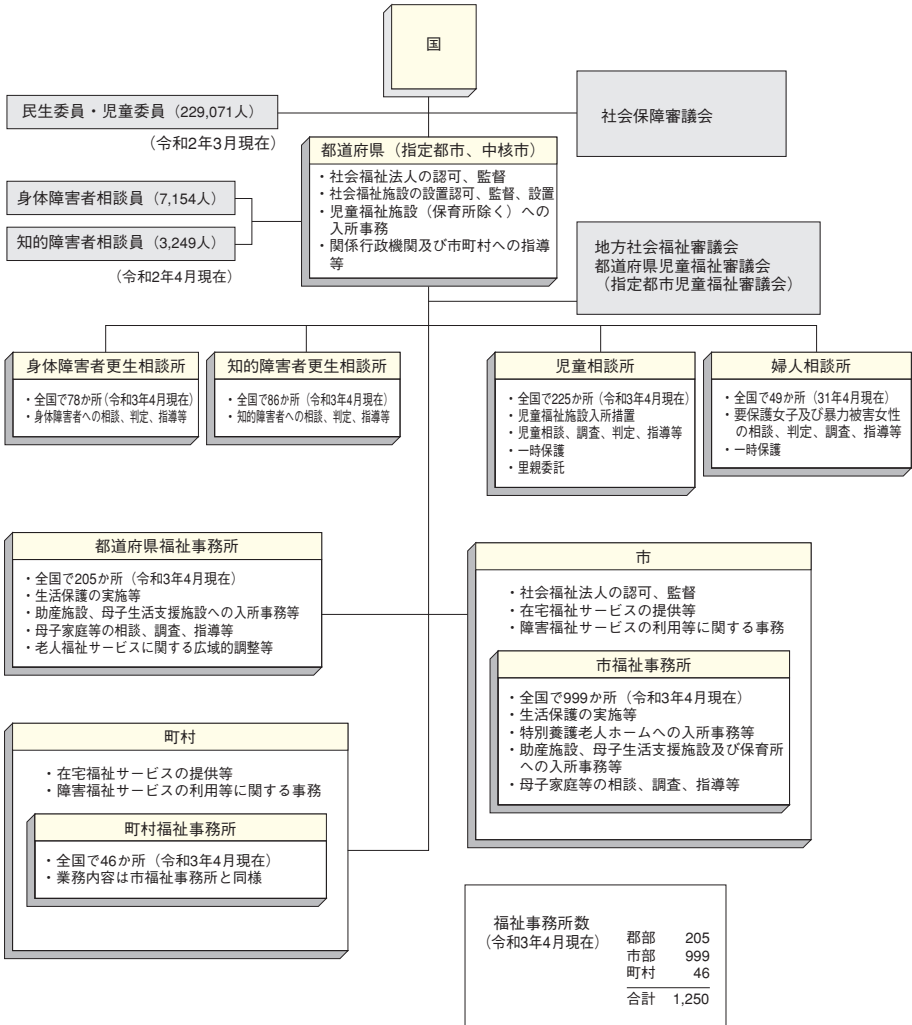 国
民生委員・児童委員（229,071人）
（令和2年3月現在）
社会保障審議会
都道府県（指定都市、中核市）
・社会福祉法人の認可、監督
・社会福祉施設の設置認可、監督、設置
・児童福祉施設（保育所除く）への
入所事務
・関係行政機関及び市町村への指導
等
身体障害者相談員（7,154人）
知的障害者相談員（3,249人）
（令和2年4月現在）
地方社会福祉審議会
都道府県児童福祉審議会
（指定都市児童福祉審議会）
身体障害者更生相談所
・全国で78か所（令和3年4月現在）
・身体障害者への相談、判定、指導等
知的障害者更生相談所
・全国で86か所（令和3年4月現在）
・知的障害者への相談、判定、指導等
児童相談所
・全国で225か所（令和3年4月現在）
・児童福祉施設入所措置
・児童相談、調査、判定、指導等
・一時保護
・里親委託
婦人相談所
・全国で49か所（31年4月現在）
・要保護女子及び暴力被害女性
の相談、判定、調査、指導等
・一時保護
都道府県福祉事務所
・全国で205か所（令和3年4月現在）
・生活保護の実施等
・助産施設、母子生活支援施設への入所事務等
・母子家庭等の相談、調査、指導等
・老人福祉サービスに関する広域的調整等
市
・社会福祉法人の認可、監督
・在宅福祉サービスの提供等
・障害福祉サービスの利用等に関する事務
市福祉事務所
・全国で999か所（令和3年4月現在）
・生活保護の実施等
・特別養護老人ホームへの入所事務等
・助産施設、母子生活支援施設及び保育所
への入所事務等
・母子家庭等の相談、調査、指導等
町村
・在宅福祉サービスの提供等
・障害福祉サービスの利用等に関する事務
町村福祉事務所
・全国で46か所（令和3年4月現在）
・業務内容は市福祉事務所と同様
福祉事務所数
（令和3年4月現在）
郡部 205
市部 999
町村 46
合計 1,250